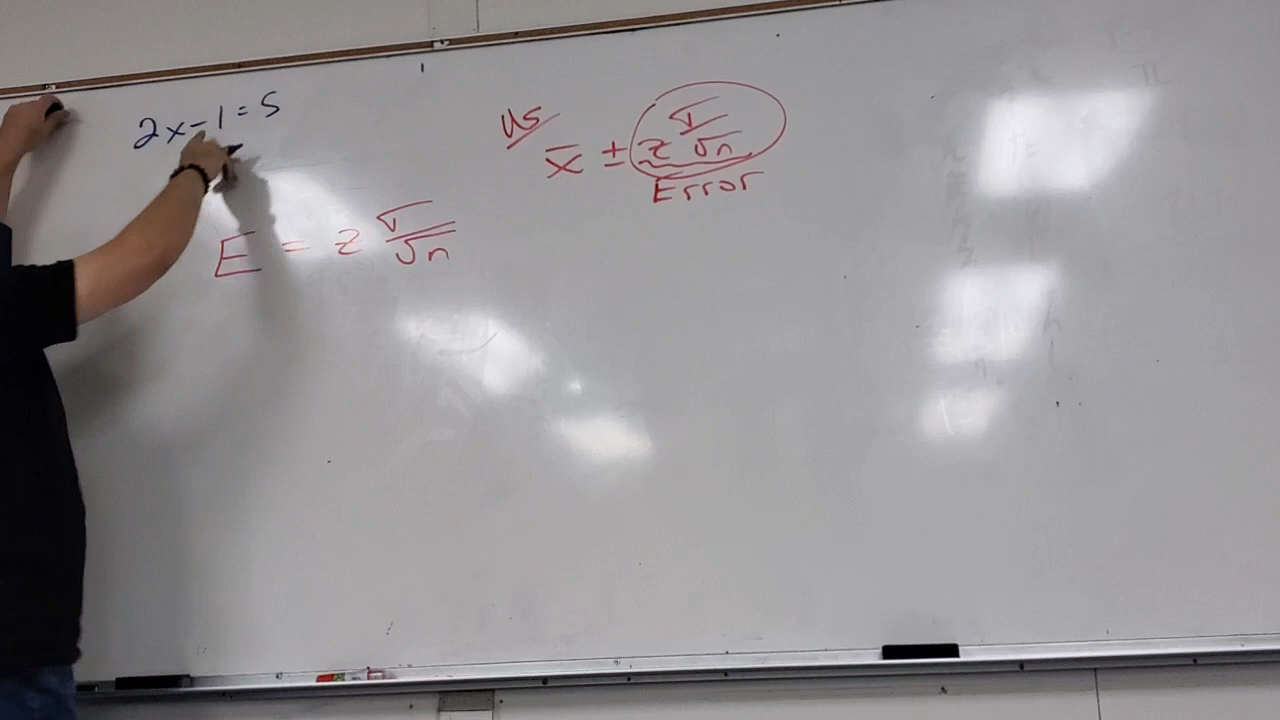 2x-1=5
US
x̄ ± z σ/√n
Error
E = z σ/√n